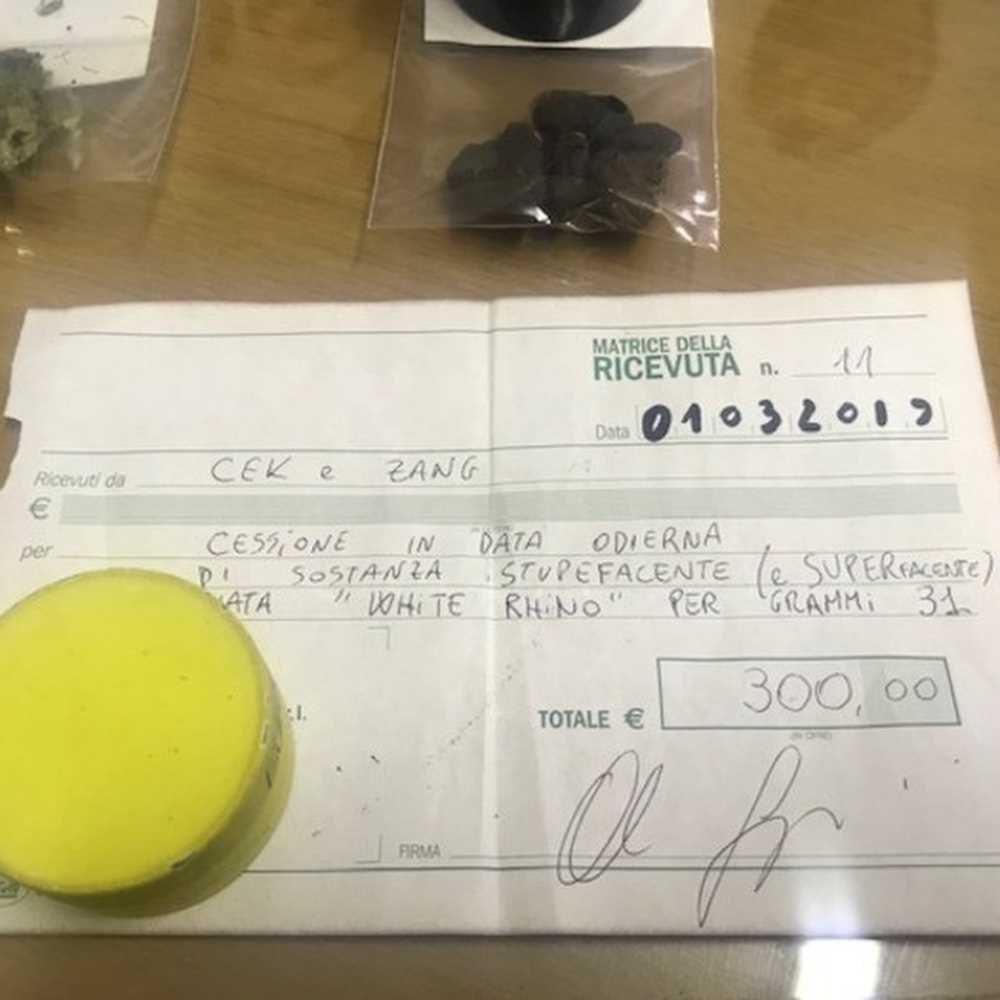 MATRICE DELLA
RICEVUTA n. 11
Data 01032019
Ricevuti da CEK e ZANG
€
per CESSiONE IN DATA ODIERNA
DI SOSTANZA STUPEFACENTE (e SUPERFACENTE)
"WHiTE RHiNO" PER GRAMMi 31
TOTALE € 300,00
FIRMA